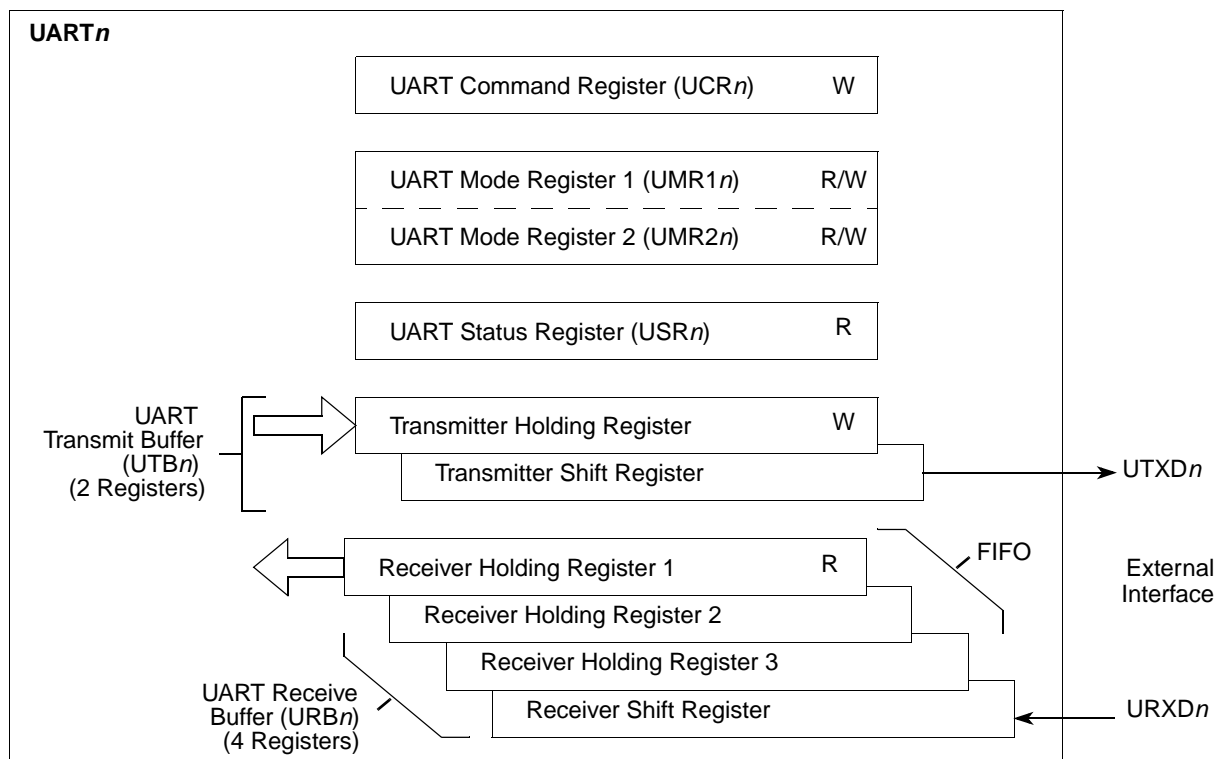 UARTn
UART Command Register (UCRn) W
UART Mode Register 1 (UMR1n) R/W
UART Mode Register 2 (UMR2n) R/W
UART Status Register (USRn) R
UART
Transmit Buffer
(UTBn)
(2 Registers)
Transmitter Holding Register W
Transmitter Shift Register
UTXDn
FIFO
External
Interface
Receiver Holding Register 1 R
Receiver Holding Register 2
Receiver Holding Register 3
Receiver Shift Register
UART Receive
Buffer (URBn)
(4 Registers)
URXDn